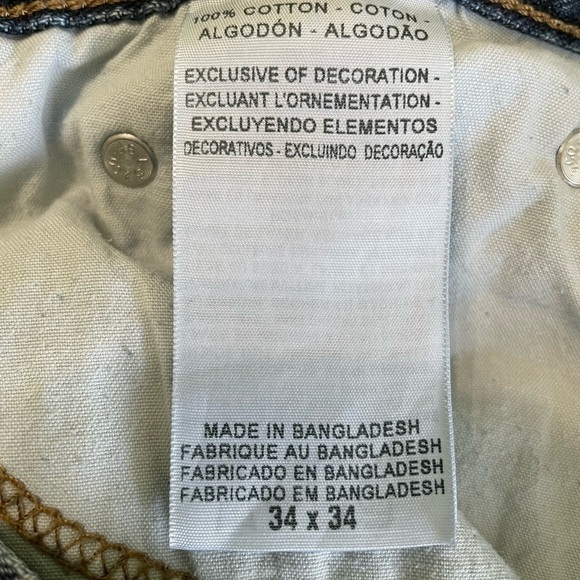 100% COTTON - COTON -
ALGODÓN - ALGODÃO
EXCLUSIVE OF DECORATION -
EXCLUANT L'ORNEMENTATION -
EXCLUYENDO ELEMENTOS
DECORATIVOS - EXCLUINDO DECORAÇÃO
MADE IN BANGLADESH
FABRIQUE AU BANGLADESH
FABRICADO EN BANGLADESH
FABRICADO EM BANGLADESH
34 x 34